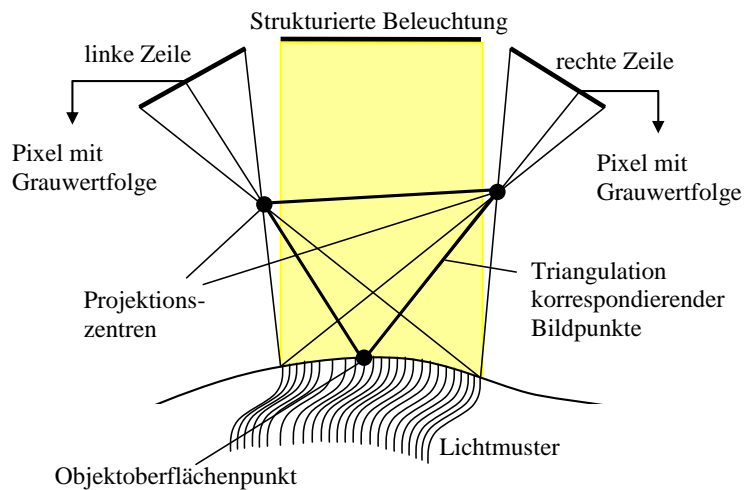 Strukturierte Beleuchtung
linke Zeile
rechte Zeile
Pixel mit
Grauwertfolge
Pixel mit
Grauwertfolge
Projektions-
zentren
Triangulation
korrespondierender
Bildpunkte
Lichtmuster
Objektoberflächenpunkt